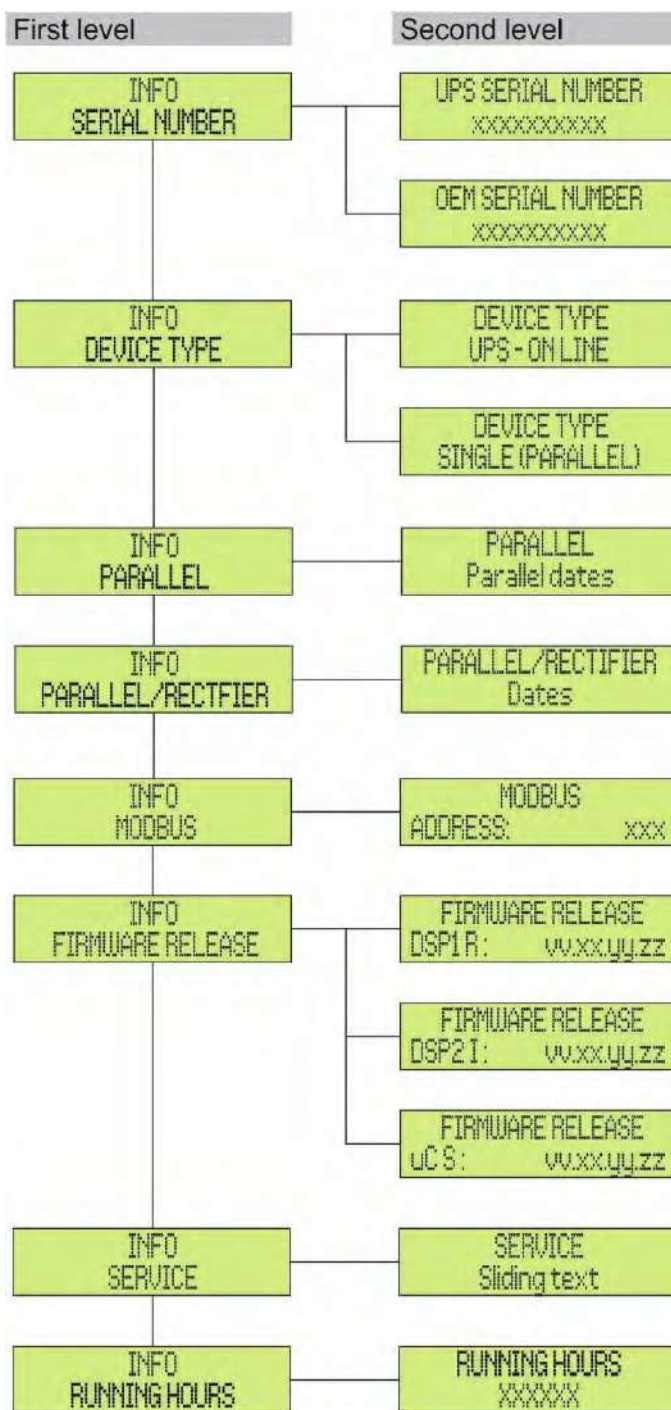 First level
Second level
INFO
SERIAL NUMBER
UPS SERIAL NUMBER
XXXXXXXXXX
OEM SERIAL NUMBER
XXXXXXXXXX
INFO
DEVICE TYPE
DEVICE TYPE
UPS-ON LINE
DEVICE TYPE
SINGLE (PARALLEL)
INFO
PARALLEL
PARALLEL
Parallel dates
INFO
PARALLEL/RECTFIER
PARALLEL/RECTIFIER
Dates
INFO
MODBUS
MODBUS
ADDRESS: xxx
INFO
FIRMWARE RELEASE
FIRMWARE RELEASE
DSP1 R: vv.xx.yy.zz
FIRMWARE RELEASE
DSP2 I: vv.xx.yy.zz
FIRMWARE RELEASE
uC S: vv.xx.yy.zz
INFO
SERVICE
SERVICE
Sliding text
INFO
RUNNING HOURS
RUNNING HOURS
XXXXXX